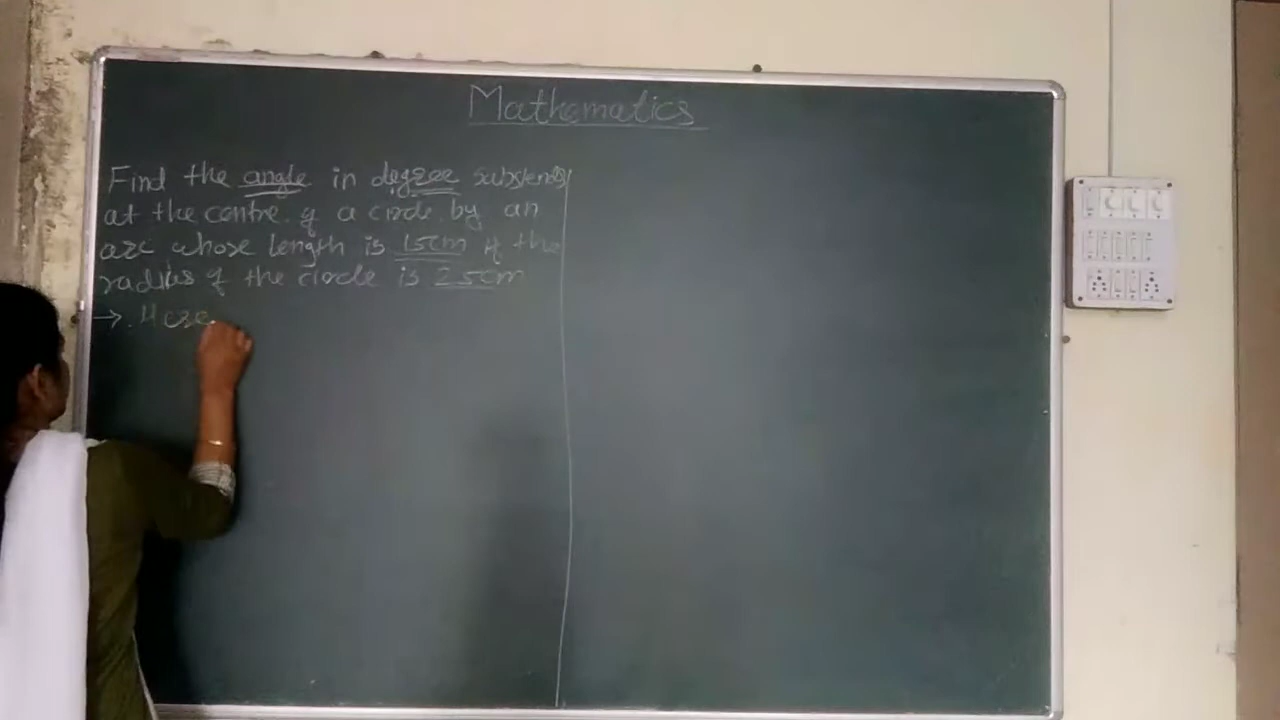 Mathematics
Find the angle in degree subtends
at the centre of a circle by an
arc whose length is 15cm if the
radius of the circle is 25cm
→. Here